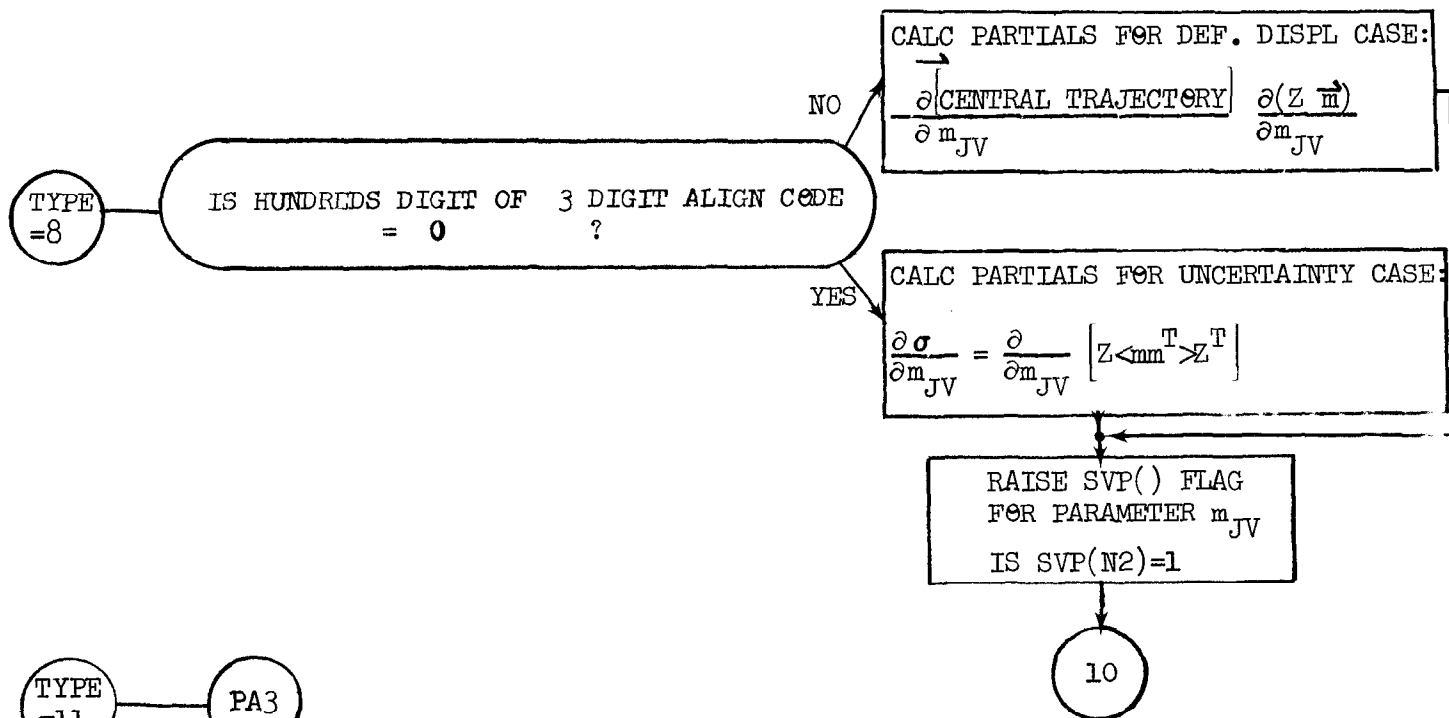 CALC PARTIALS FOR DEF. DISPL CASE:
∂[CENTRAL TRAJECTORY] ∂(Z m⃗)
∂m_JV ∂m_JV
NO
TYPE
=8
IS HUNDREDS DIGIT OF 3 DIGIT ALIGN CODE
= 0 ?
YES
CALC PARTIALS FOR UNCERTAINTY CASE:
∂σ/∂m_JV = ∂/∂m_JV [Z<mm^T>Z^T]
RAISE SVP() FLAG
FOR PARAMETER m_JV
IS SVP(N2)=1
10
TYPE
=11
PA3